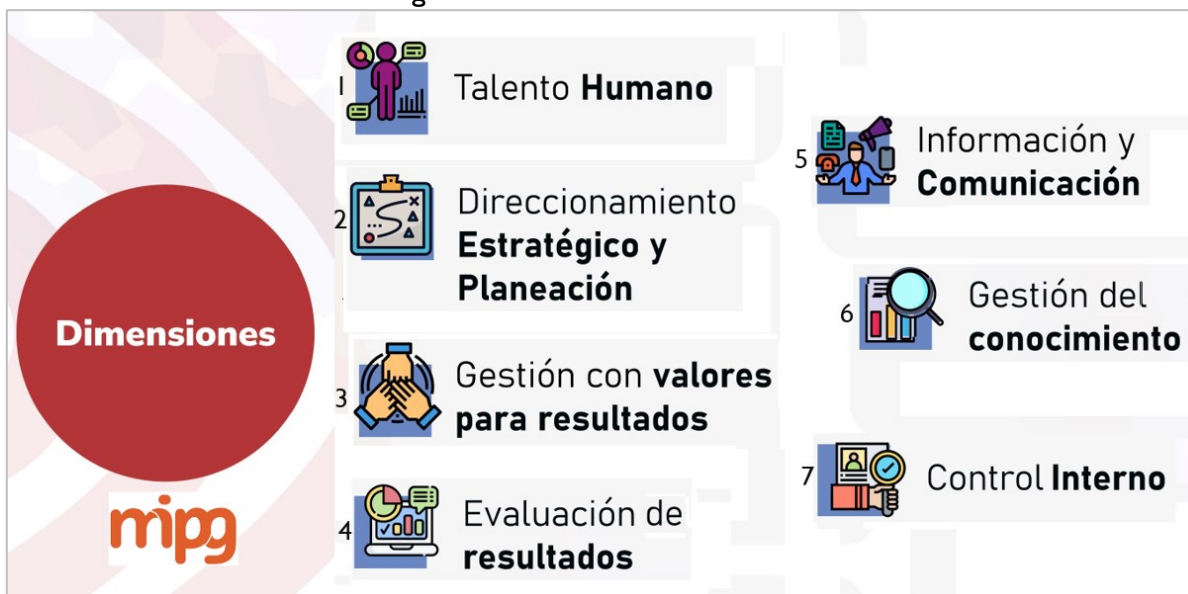 g
Dimensiones
mipg
1
Talento Humano
2
Direccionamiento
Estratégico y
Planeación
3
Gestión con valores
para resultados
4
Evaluación de
resultados
5
Información y
Comunicación
6
Gestión del
conocimiento
7
Control Interno